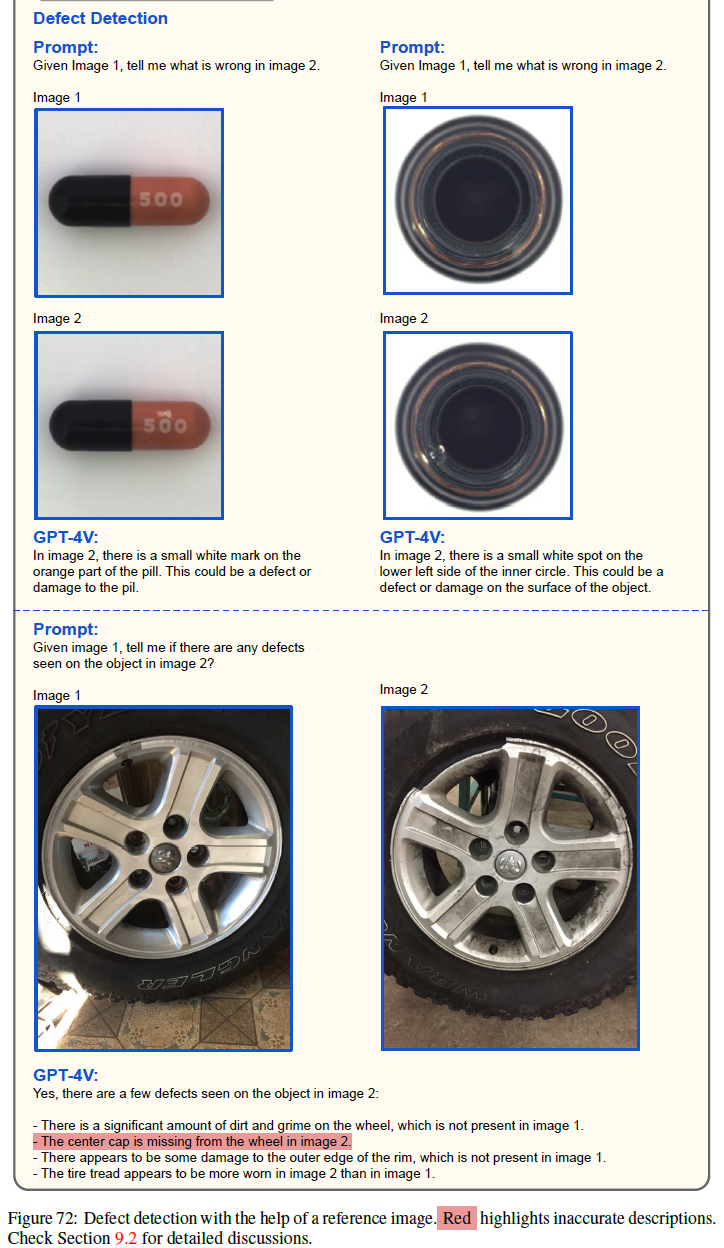 Defect Detection
Prompt:
Given Image 1, tell me what is wrong in image 2.
Image 1
500
Image 2
500
GPT-4V:
In image 2, there is a small white mark on the
orange part of the pill. This could be a defect or
damage to the pill.
Prompt:
Given Image 1, tell me what is wrong in image 2.
Image 1
Image 2
GPT-4V:
In image 2, there is a small white spot on the
lower left side of the inner circle. This could be a
defect or damage on the surface of the object.
Prompt:
Given image 1, tell me if there are any defects
seen on the object in image 2?
Image 1
ANGLER
Image 2
OO
WRAN
GPT-4V:
Yes, there are a few defects seen on the object in image 2:
- There is a significant amount of dirt and grime on the wheel, which is not present in image 1.
- The center cap is missing from the wheel in image 2.
- There appears to be some damage to the outer edge of the rim, which is not present in image 1.
- The tire tread appears to be more worn in image 2 than in image 1.
Figure 72: Defect detection with the help of a reference image. Red highlights inaccurate descriptions.
Check Section 9.2 for detailed discussions.